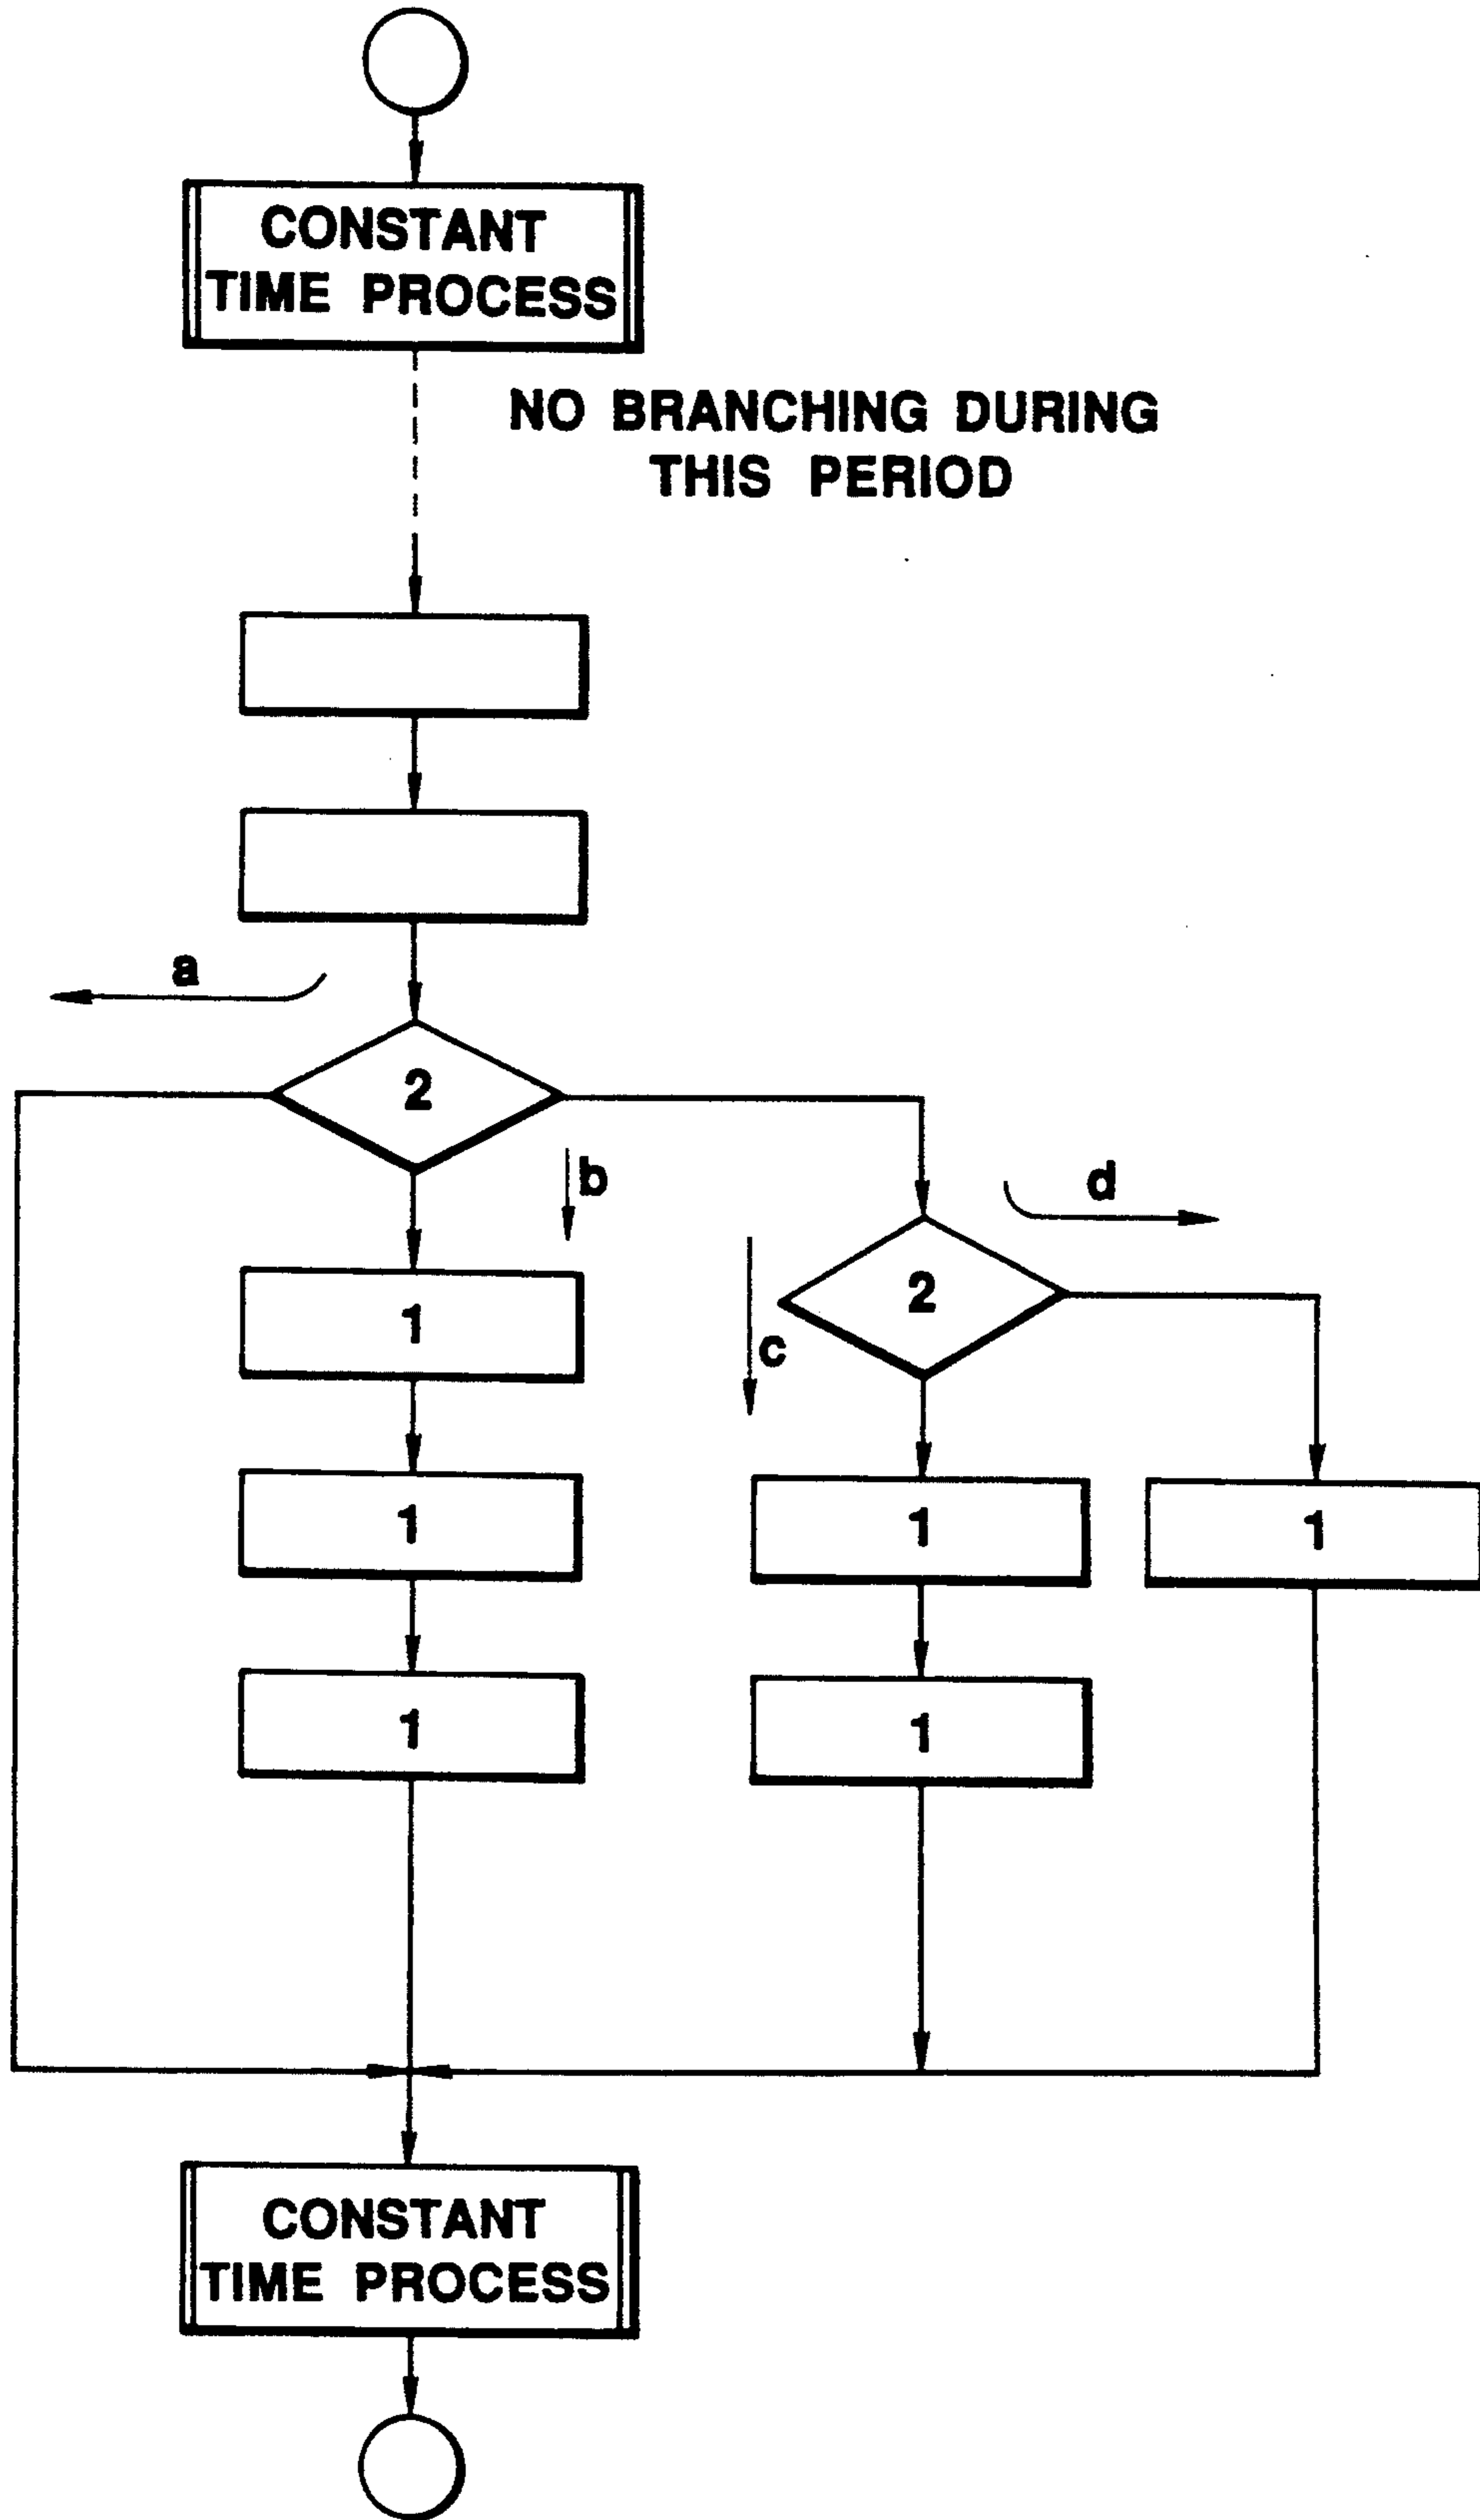 CONSTANT
TIME PROCESS
NO BRANCHING DURING
THIS PERIOD
a
2
b
d
2
c
1
1
1
1
1
1
CONSTANT
TIME PROCESS